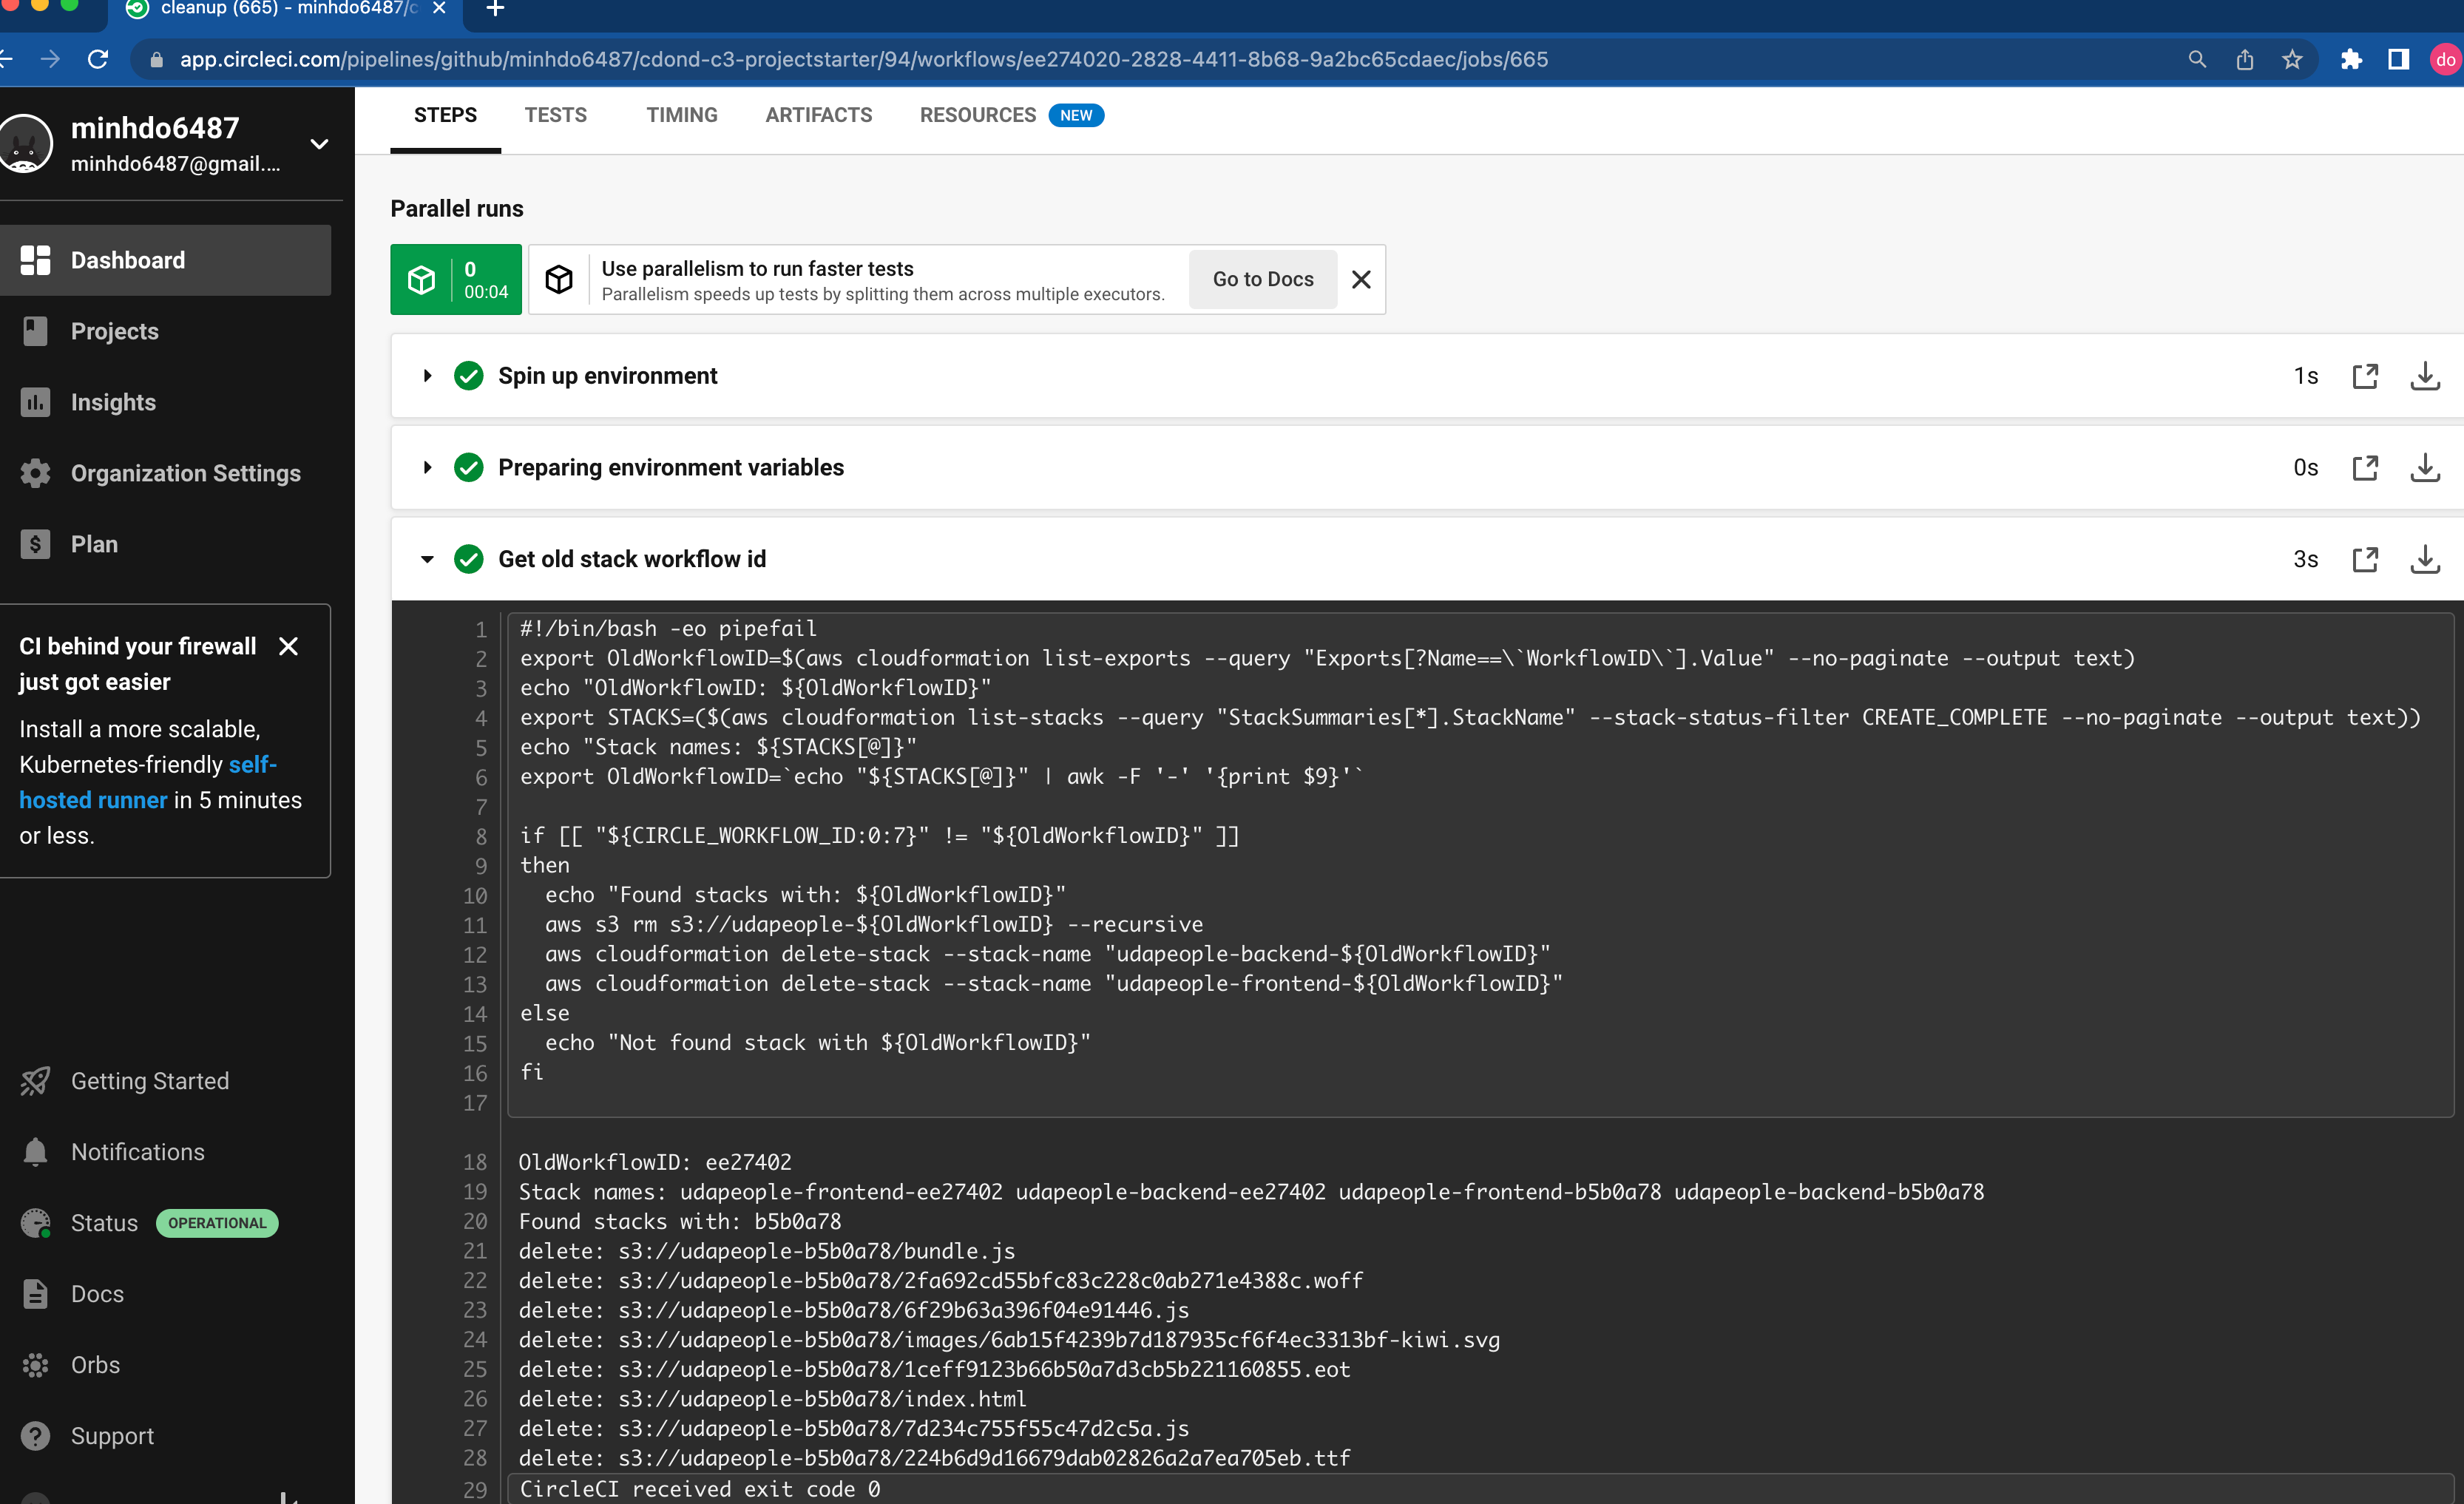 cleanup (665) - minhdo6487/c
app.circleci.com/pipelines/github/minhdo6487/cdond-c3-projectstarter/94/workflows/ee274020-2828-4411-8b68-9a2bc65cdaec/jobs/665
do
minhdo6487
minhdo6487@gmail....
Dashboard
Projects
Insights
Organization Settings
Plan
CI behind your firewall
just got easier
Install a more scalable,
Kubernetes-friendly self-
hosted runner in 5 minutes
or less.
Getting Started
Notifications
Status OPERATIONAL
Docs
Orbs
Support
STEPS TESTS TIMING ARTIFACTS RESOURCES NEW
Parallel runs
0
00:04
Use parallelism to run faster tests
Parallelism speeds up tests by splitting them across multiple executors.
Go to Docs
Spin up environment 1s
Preparing environment variables 0s
Get old stack workflow id 3s
1 #!/bin/bash -eo pipefail
2 export OldWorkflowID=$(aws cloudformation list-exports --query "Exports[?Name==\`WorkflowID\`].Value" --no-paginate --output text)
3 echo "OldWorkflowID: ${OldWorkflowID}"
4 export STACKS=($(aws cloudformation list-stacks --query "StackSummaries[*].StackName" --stack-status-filter CREATE_COMPLETE --no-paginate --output text))
5 echo "Stack names: ${STACKS[@]}"
6 export OldWorkflowID=`echo "${STACKS[@]}" | awk -F '-' '{print $9}'`
7
8 if [[ "${CIRCLE_WORKFLOW_ID:0:7}" != "${OldWorkflowID}" ]]
9 then
10 echo "Found stacks with: ${OldWorkflowID}"
11 aws s3 rm s3://udapeople-${OldWorkflowID} --recursive
12 aws cloudformation delete-stack --stack-name "udapeople-backend-${OldWorkflowID}"
13 aws cloudformation delete-stack --stack-name "udapeople-frontend-${OldWorkflowID}"
14 else
15 echo "Not found stack with ${OldWorkflowID}"
16 fi
17
18 OldWorkflowID: ee27402
19 Stack names: udapeople-frontend-ee27402 udapeople-backend-ee27402 udapeople-frontend-b5b0a78 udapeople-backend-b5b0a78
20 Found stacks with: b5b0a78
21 delete: s3://udapeople-b5b0a78/bundle.js
22 delete: s3://udapeople-b5b0a78/2fa692cd55bfc83c228c0ab271e4388c.woff
23 delete: s3://udapeople-b5b0a78/6f29b63a396f04e91446.js
24 delete: s3://udapeople-b5b0a78/images/6ab15f4239b7d187935cf6f4ec3313bf-kiwi.svg
25 delete: s3://udapeople-b5b0a78/1ceff9123b66b50a7d3cb5b221160855.eot
26 delete: s3://udapeople-b5b0a78/index.html
27 delete: s3://udapeople-b5b0a78/7d234c755f55c47d2c5a.js
28 delete: s3://udapeople-b5b0a78/224b6d9d16679dab02826a2a7ea705eb.ttf
29 CircleCI received exit code 0